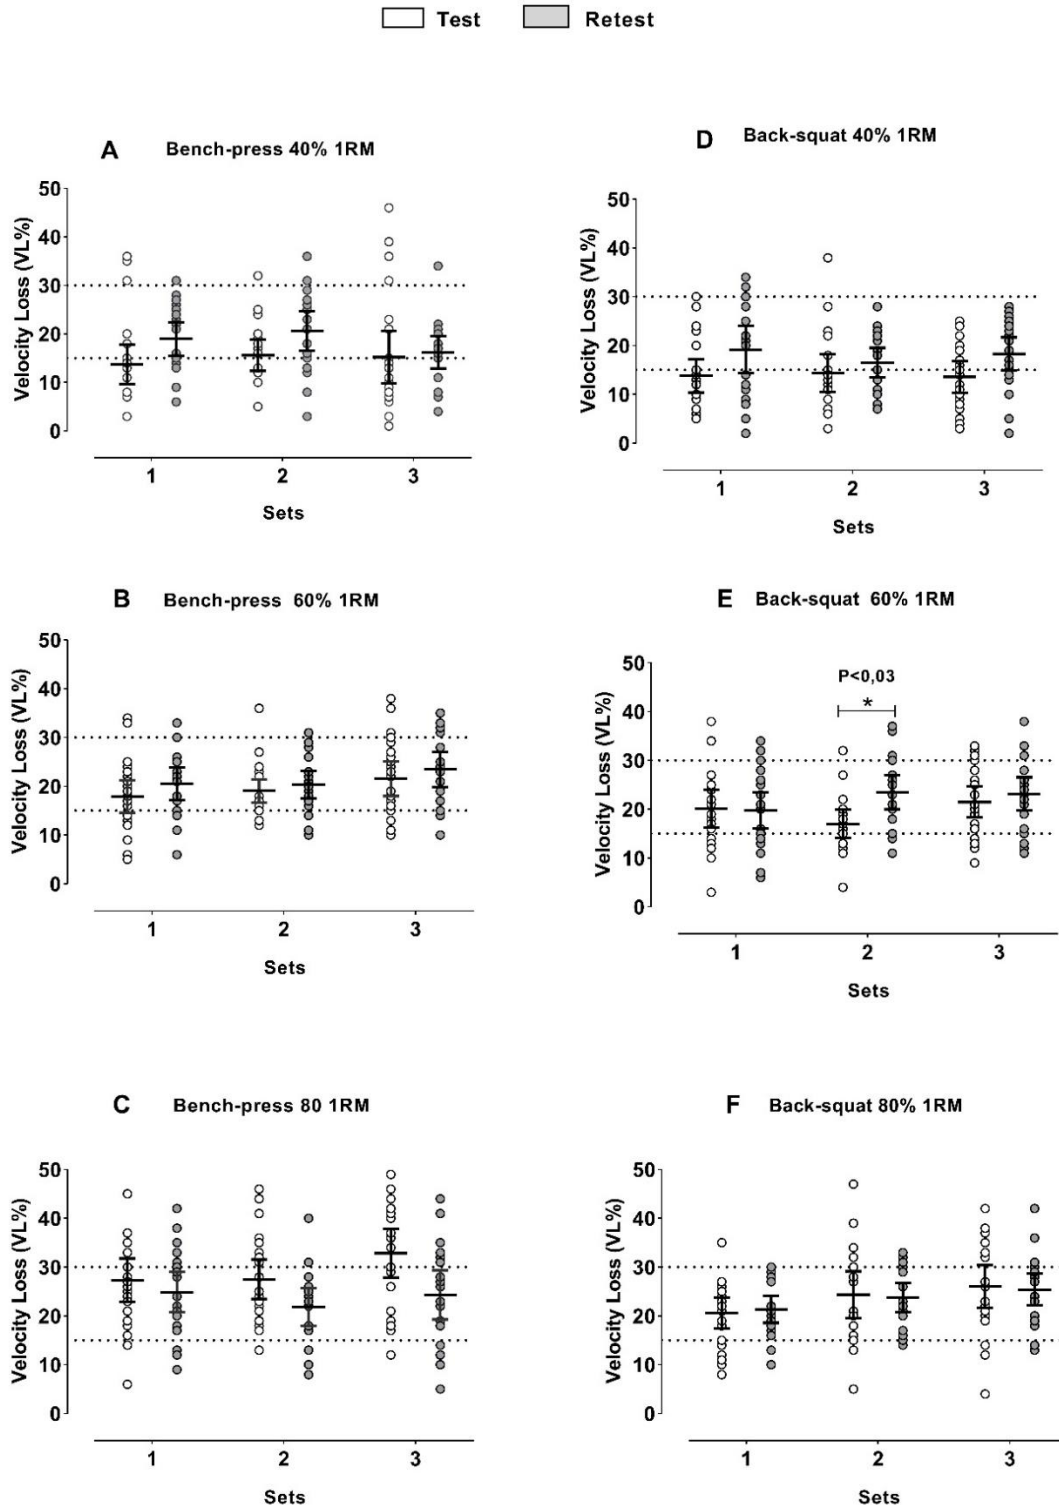 Test Retest
A Bench-press 40% 1RM
Velocity Loss (VL%)
50
40
30
20
10
0
1 2 3
Sets
D Back-squat 40% 1RM
Velocity Loss (VL%)
50
40
30
20
10
0
1 2 3
Sets
B Bench-press 60% 1RM
Velocity Loss (VL%)
50
40
30
20
10
0
1 2 3
Sets
E Back-squat 60% 1RM
Velocity Loss (VL%)
50
40
30
20
10
0
P<0,03
*
1 2 3
Sets
C Bench-press 80 1RM
Velocity Loss (VL%)
50
40
30
20
10
0
1 2 3
Sets
F Back-squat 80% 1RM
Velocity Loss (VL%)
50
40
30
20
10
0
1 2 3
Sets